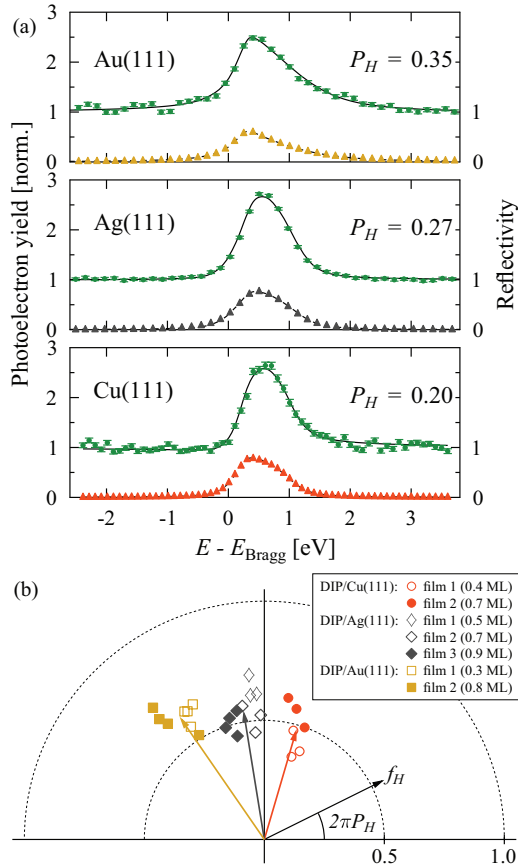 (a)
3
2
Au(111)
P_H = 0.35
1
1
0
0
3
2
Ag(111)
P_H = 0.27
1
1
0
0
3
2
Cu(111)
P_H = 0.20
1
1
0
0
Photoelectron yield [norm.]
Reflectivity
-2 -1 0 1 2 3
E - E_Bragg [eV]
(b)
DIP/Cu(111): film 1 (0.4 ML)
film 2 (0.7 ML)
DIP/Ag(111): film 1 (0.5 ML)
film 2 (0.7 ML)
film 3 (0.9 ML)
DIP/Au(111): film 1 (0.3 ML)
film 2 (0.8 ML)
f_H
2πP_H
0.5 1.0